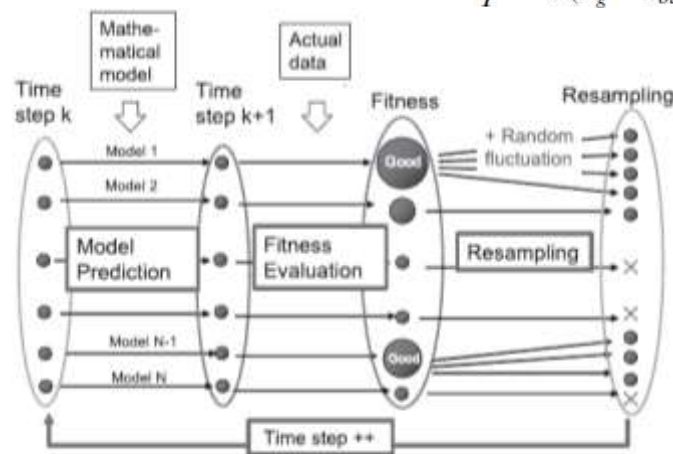 Mathe-
matical
model
Actual
data
Time
step k
Time
step k+1
Fitness
Resampling
Model 1
Good
+ Random
fluctuation
Model 2
Model
Prediction
Fitness
Evaluation
Resampling
Model N-1
Good
Model N
Time step ++